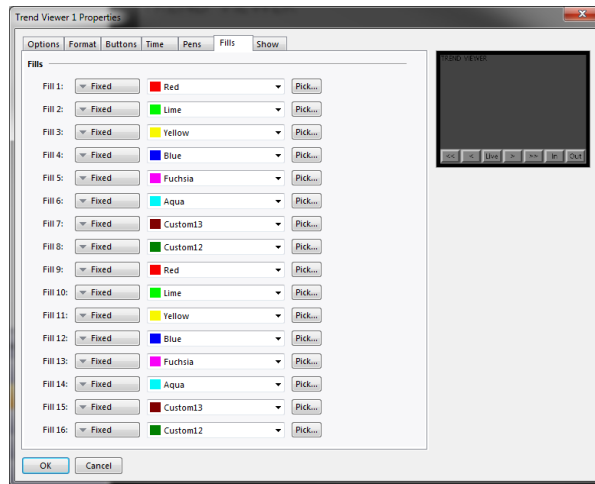 Trend Viewer 1 Properties
Options Format Buttons Time Pens Fills Show
Fills
Fill 1: Fixed Red Pick...
Fill 2: Fixed Lime Pick...
Fill 3: Fixed Yellow Pick...
Fill 4: Fixed Blue Pick...
Fill 5: Fixed Fuchsia Pick...
Fill 6: Fixed Aqua Pick...
Fill 7: Fixed Custom13 Pick...
Fill 8: Fixed Custom12 Pick...
Fill 9: Fixed Red Pick...
Fill 10: Fixed Lime Pick...
Fill 11: Fixed Yellow Pick...
Fill 12: Fixed Blue Pick...
Fill 13: Fixed Fuchsia Pick...
Fill 14: Fixed Aqua Pick...
Fill 15: Fixed Custom13 Pick...
Fill 16: Fixed Custom12 Pick...
OK Cancel
TREND VIEWER
<< < Live > >> In Out